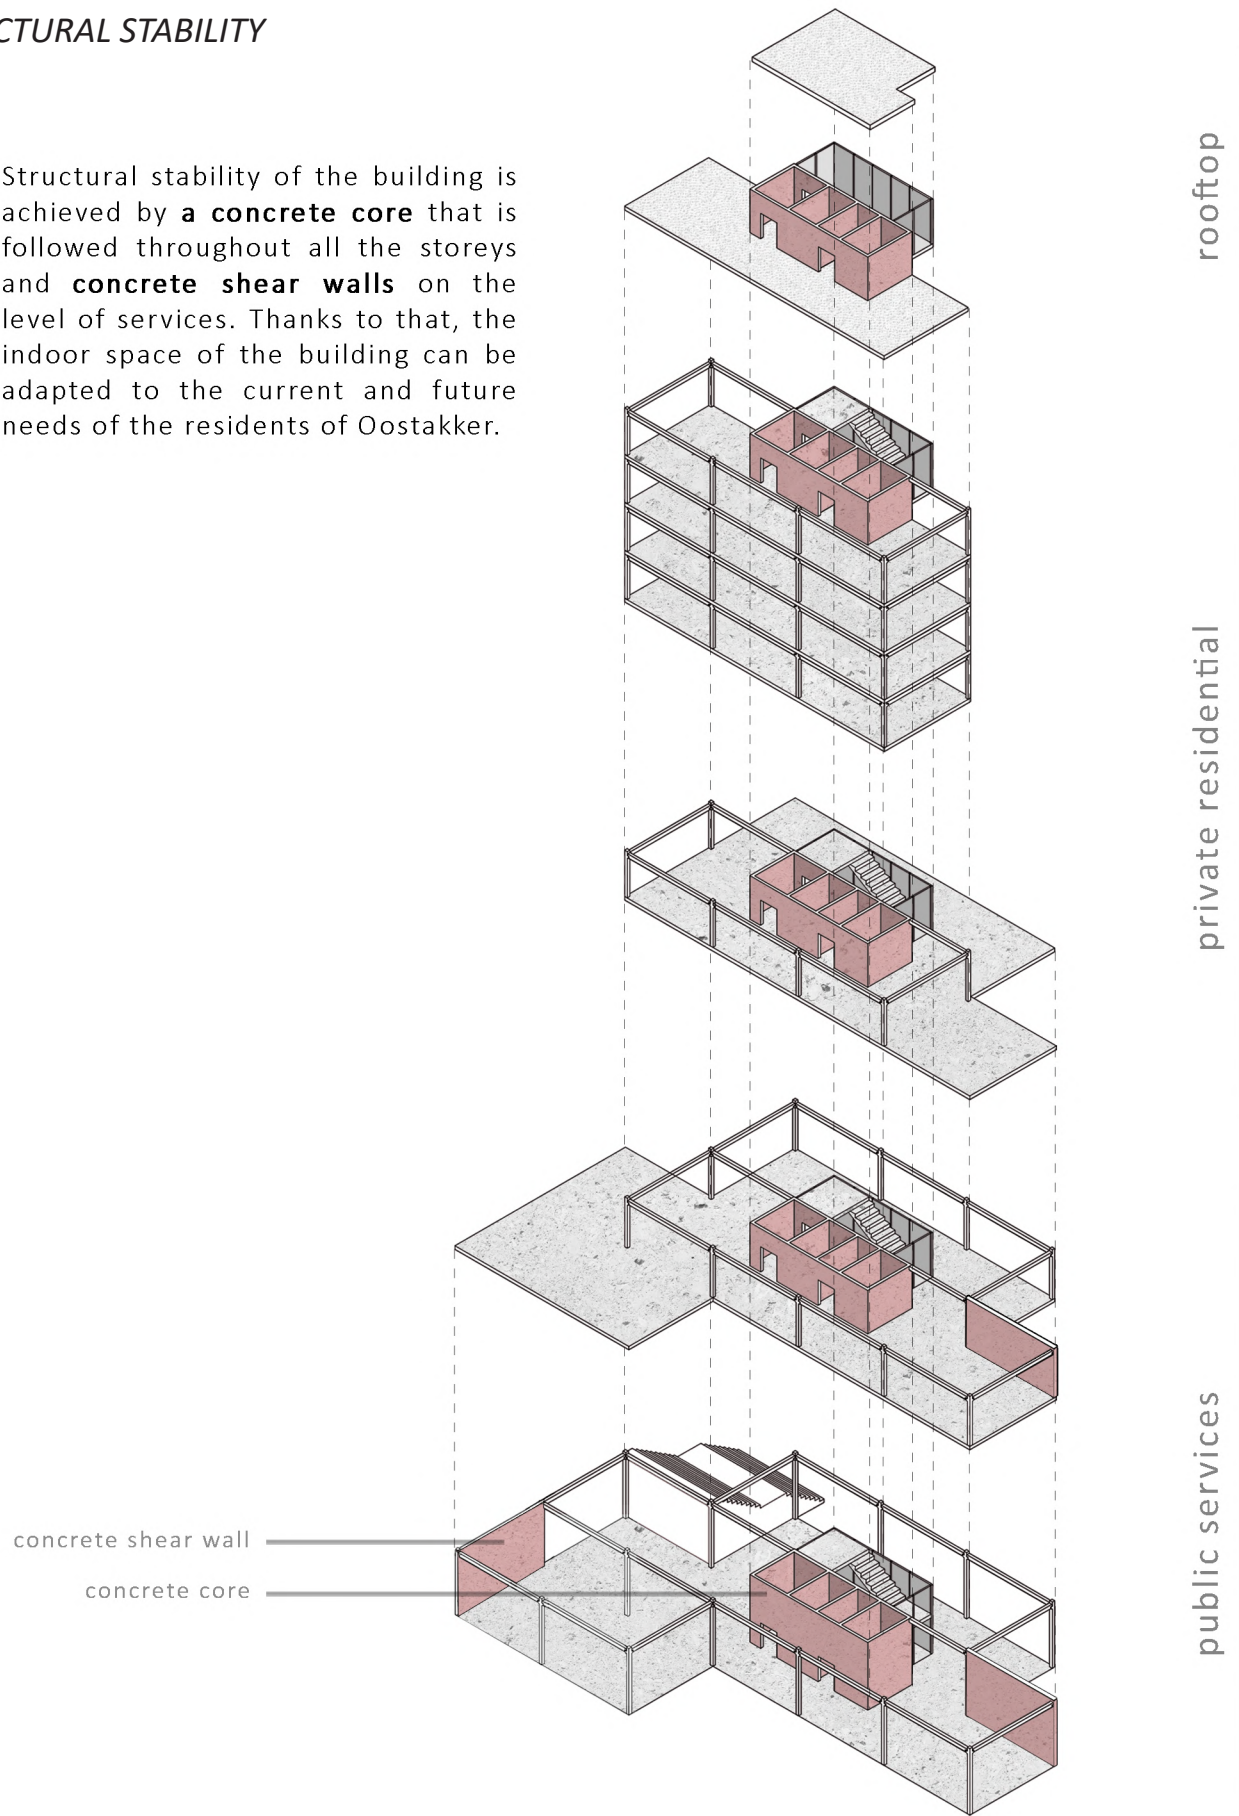 CTURAL STABILITY
Structural stability of the building is
achieved by a concrete core that is
followed throughout all the storeys
and concrete shear walls on the
level of services. Thanks to that, the
indoor space of the building can be
adapted to the current and future
needs of the residents of Oostakker.
rooftop
private residential
public services
concrete shear wall
concrete core